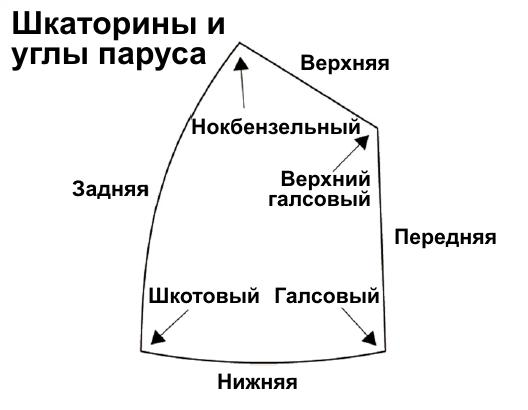 Шкаторины и
углы паруса
Верхняя
Нокбензельный
Верхний
галсовый
Задняя
Передняя
Шкотовый
Галсовый
Нижняя